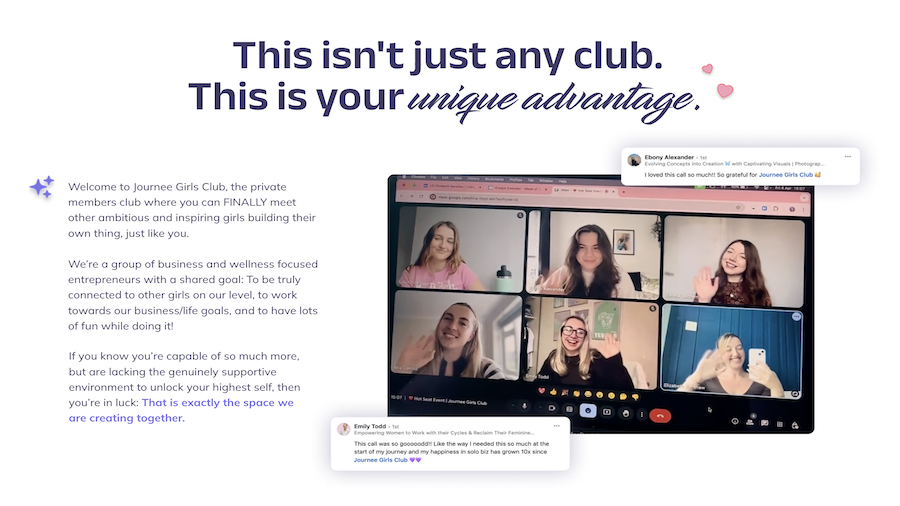 This isn't just any club.
This is your unique advantage.
Ebony Alexander • 1st
Evolving Concepts into Creation with Captivating Visuals | Photograp...
I loved this call so much!! So grateful for Journee Girls Club 🥰
Welcome to Journee Girls Club, the private
members club where you can FINALLY meet
other ambitious and inspiring girls building their
own thing, just like you.
We're a group of business and wellness focused
entrepreneurs with a shared goal: To be truly
connected to other girls on our level, to work
towards our business/life goals, and to have lots
of fun while doing it!
If you know you're capable of so much more,
but are lacking the genuinely supportive
environment to unlock your highest self, then
you're in luck: That is exactly the space we
are creating together.
Emily Todd
10:07 | Hot Seat Event | Journee Girls Club
Emily Todd • 1st
Empowering Women to Work with their Cycles & Reclaim Their Feminine...
This call was so goooooodd!! Like the way I needed this so much at the
start of my journey and my happiness in solo biz has grown 10x since
Journee Girls Club 💜💜